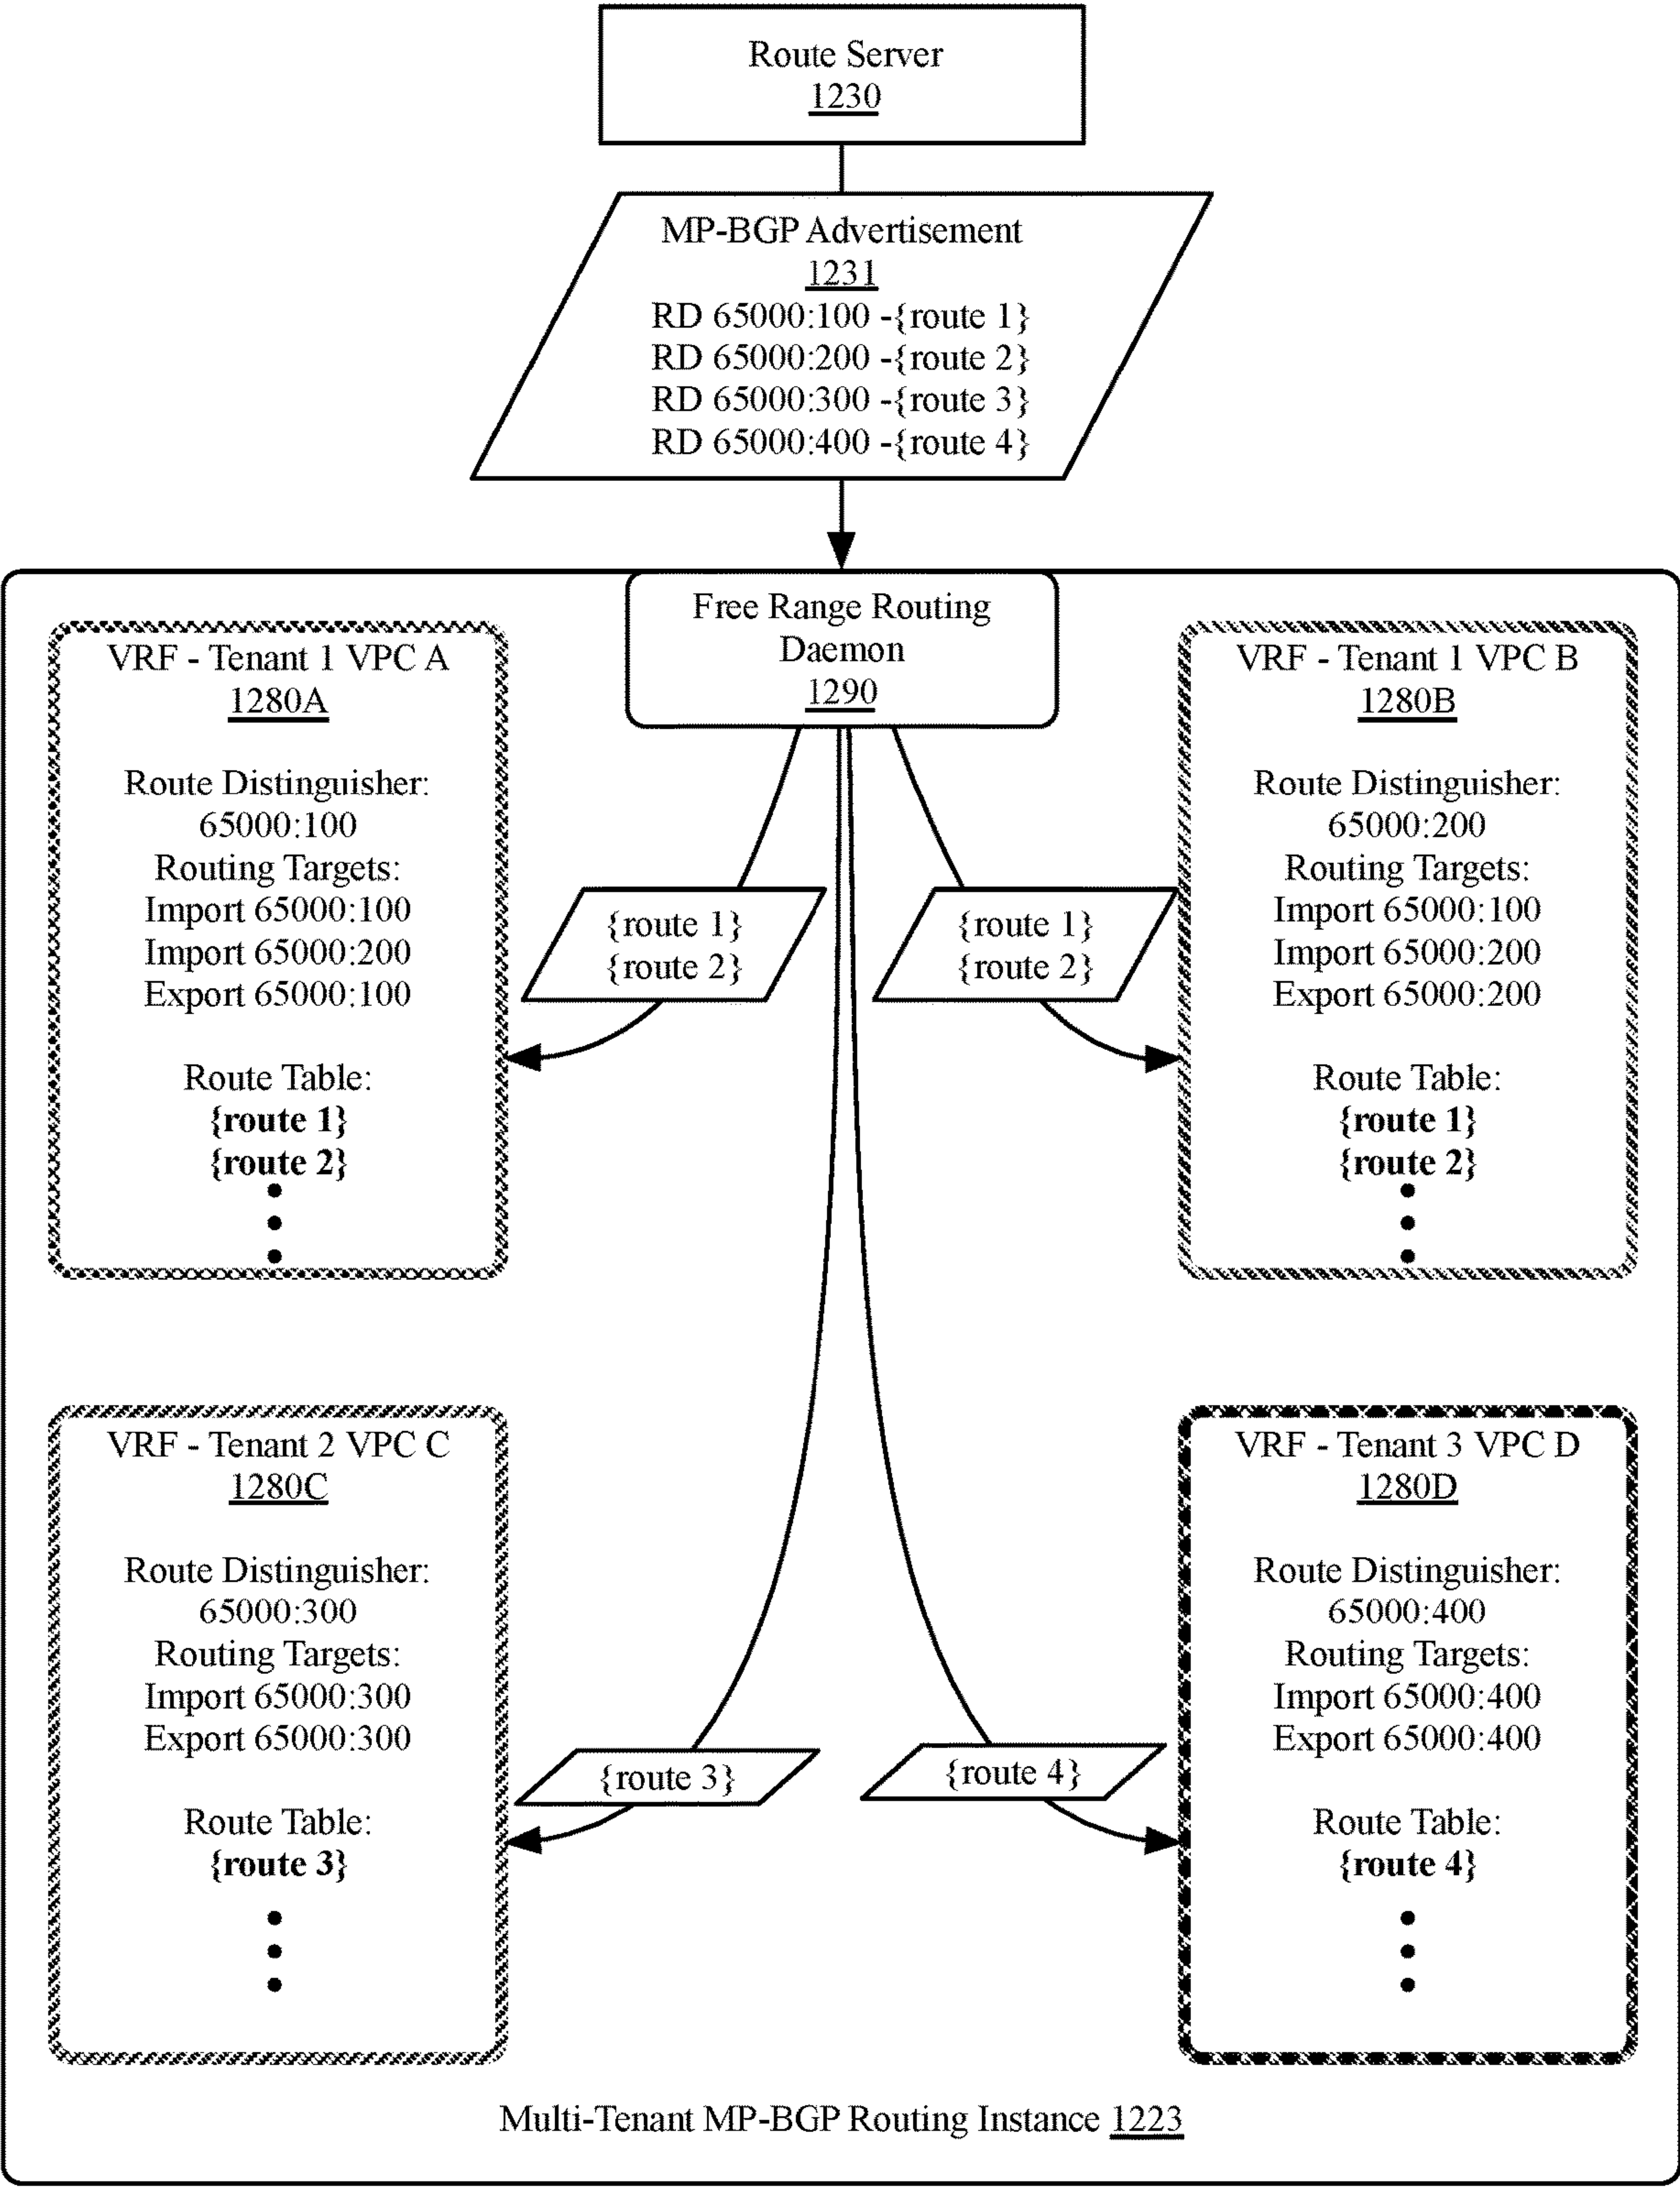 Route Server
1230
MP-BGP Advertisement
1231
RD 65000:100 -{route 1}
RD 65000:200 -{route 2}
RD 65000:300 -{route 3}
RD 65000:400 -{route 4}
Free Range Routing
Daemon
1290
VRF - Tenant 1 VPC A
1280A
Route Distinguisher:
65000:100
Routing Targets:
Import 65000:100
Import 65000:200
Export 65000:100
Route Table:
{route 1}
{route 2}
{route 1}
{route 2}
{route 1}
{route 2}
VRF - Tenant 1 VPC B
1280B
Route Distinguisher:
65000:200
Routing Targets:
Import 65000:100
Import 65000:200
Export 65000:200
Route Table:
{route 1}
{route 2}
VRF - Tenant 2 VPC C
1280C
Route Distinguisher:
65000:300
Routing Targets:
Import 65000:300
Export 65000:300
Route Table:
{route 3}
{route 3}
{route 4}
VRF - Tenant 3 VPC D
1280D
Route Distinguisher:
65000:400
Routing Targets:
Import 65000:400
Export 65000:400
Route Table:
{route 4}
Multi-Tenant MP-BGP Routing Instance 1223